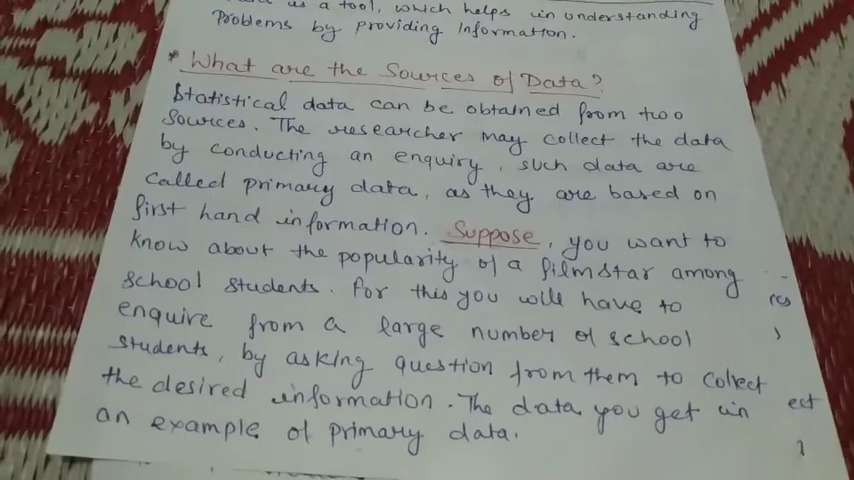 is a tool, which helps in understanding
Problems by providing Information.
* What are the Sources of Data?
Statistical data can be obtained from two
Sources. The researcher may collect the data
by conducting an enquiry, such data are
called primary data, as they are based on
first hand information. Suppose, you want to
know about the popularity of a filmstar among
school students. For this you will have to
enquire from a large number of school
students, by asking question from them to collect
the desired information. The data you get in
an example of primary data.
ect